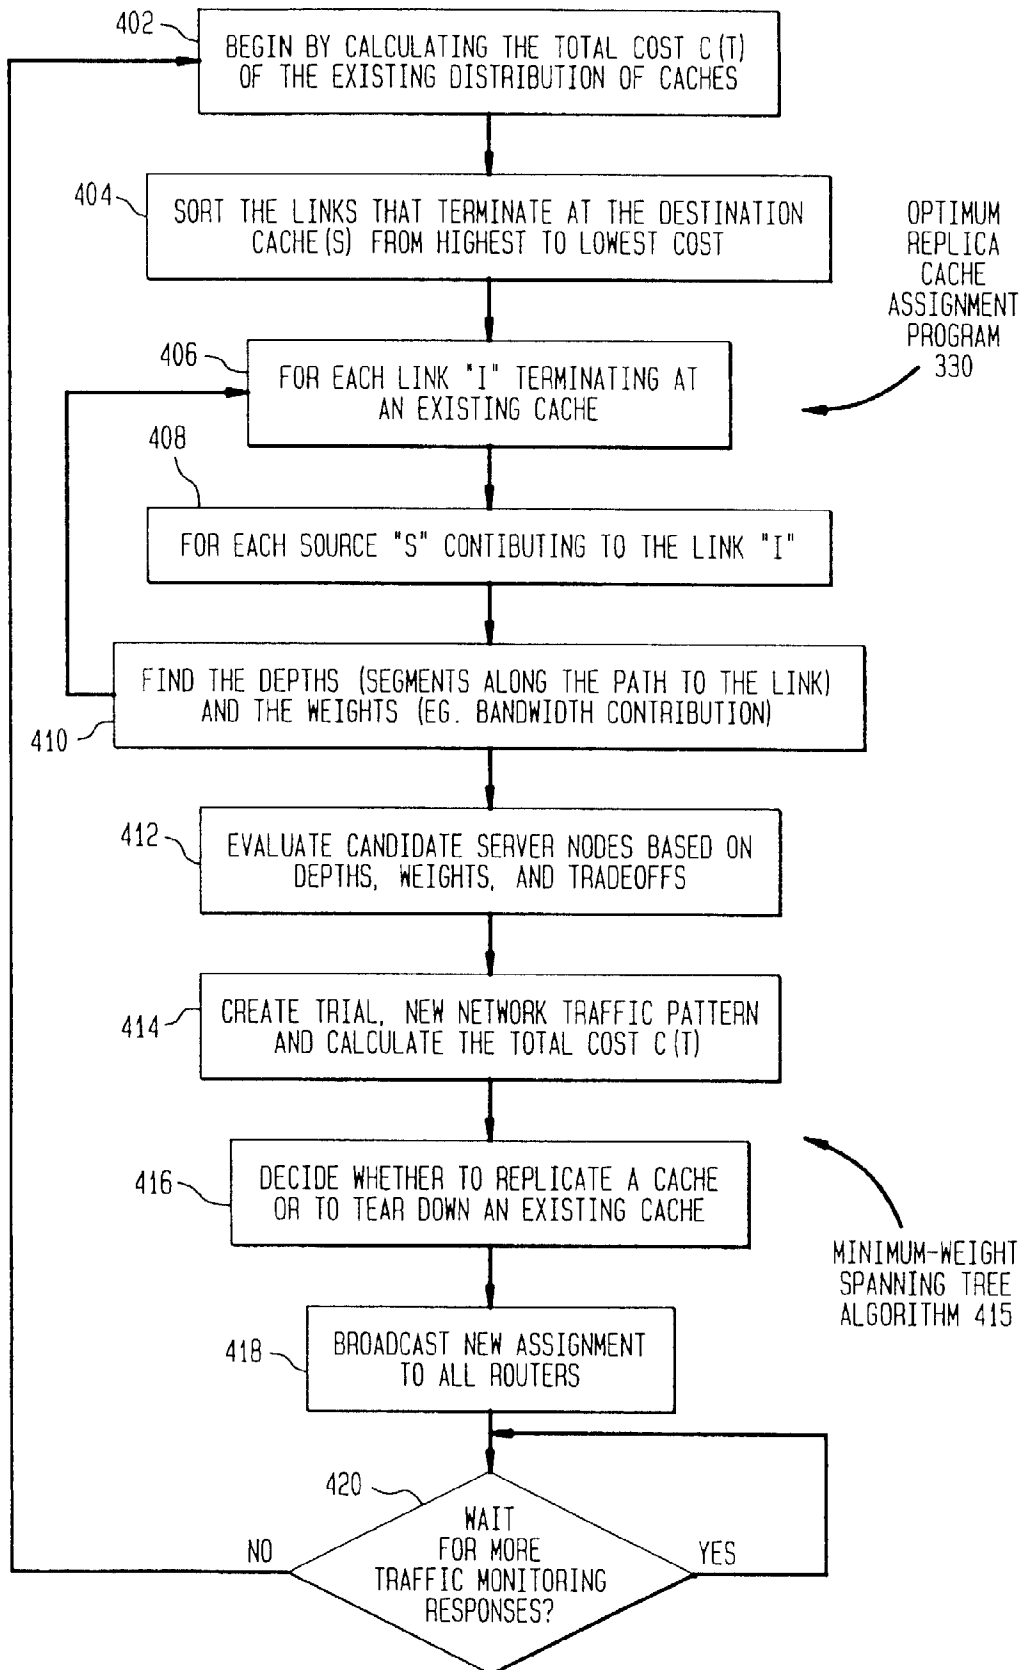 402
BEGIN BY CALCULATING THE TOTAL COST C(T)
OF THE EXISTING DISTRIBUTION OF CACHES
404
SORT THE LINKS THAT TERMINATE AT THE DESTINATION
CACHE(S) FROM HIGHEST TO LOWEST COST
OPTIMUM
REPLICA
CACHE
ASSIGNMENT
PROGRAM
330
406
FOR EACH LINK "I" TERMINATING AT
AN EXISTING CACHE
408
FOR EACH SOURCE "S" CONTIBUTING TO THE LINK "I"
FIND THE DEPTHS (SEGMENTS ALONG THE PATH TO THE LINK)
AND THE WEIGHTS (EG. BANDWIDTH CONTRIBUTION)
410
412
EVALUATE CANDIDATE SERVER NODES BASED ON
DEPTHS, WEIGHTS, AND TRADEOFFS
414
CREATE TRIAL, NEW NETWORK TRAFFIC PATTERN
AND CALCULATE THE TOTAL COST C(T)
416
DECIDE WHETHER TO REPLICATE A CACHE
OR TO TEAR DOWN AN EXISTING CACHE
MINIMUM-WEIGHT
SPANNING TREE
ALGORITHM 415
418
BROADCAST NEW ASSIGNMENT
TO ALL ROUTERS
420
WAIT
FOR MORE
TRAFFIC MONITORING
RESPONSES?
NO
YES